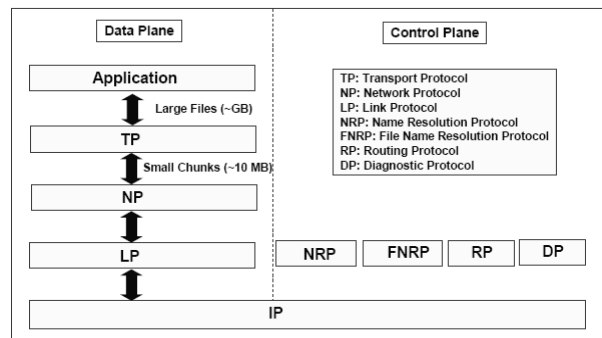 Data Plane
Control Plane
Application
Large Files (~GB)
TP
Small Chunks (~10 MB)
NP
LP
TP: Transport Protocol
NP: Network Protocol
LP: Link Protocol
NRP: Name Resolution Protocol
FNRP: File Name Resolution Protocol
RP: Routing Protocol
DP: Diagnostic Protocol
NRP
FNRP
RP
DP
IP